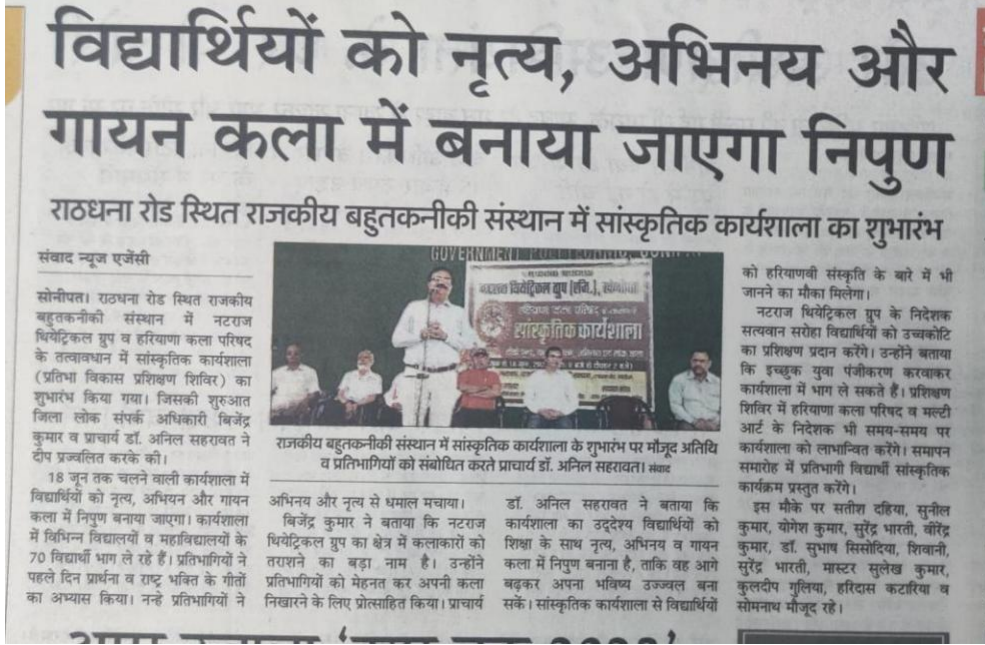 विद्यार्थियों को नृत्य, अभिनय और
गायन कला में बनाया जाएगा निपुण
राठधना रोड स्थित राजकीय बहुतकनीकी संस्थान में सांस्कृतिक कार्यशाला का शुभारंभ
संवाद न्यूज एजेंसी
सोनीपत। राठधना रोड स्थित राजकीय
बहुतकनीकी संस्थान में नटराज
थियेट्रिकल ग्रुप व हरियाणा कला परिषद
के तत्वावधान में सांस्कृतिक कार्यशाला
(प्रतिभा विकास प्रशिक्षण शिविर) का
शुभारंभ किया गया। जिसकी शुरुआत
जिला लोक संपर्क अधिकारी बिजेंद्र
कुमार व प्राचार्य डॉ. अनिल सहरावत ने
दीप प्रज्वलित करके की।
18 जून तक चलने वाली कार्यशाला में
विद्यार्थियों को नृत्य, अभियन और गायन
कला में निपुण बनाया जाएगा। कार्यशाला
में विभिन्न विद्यालयों व महाविद्यालयों के
70 विद्यार्थी भाग ले रहे हैं। प्रतिभागियों ने
पहले दिन प्रार्थना व राष्ट्र भक्ति के गीतों
का अभ्यास किया। नन्हे प्रतिभागियों ने
GOVERNMENT POLYTECHNIC,
थियेट्रिकल ग्रुप (रजि.),
सांस्कृतिक कार्यशाला
राजकीय बहुतकनीकी संस्थान में सांस्कृतिक कार्यशाला के शुभारंभ पर मौजूद अतिथि
व प्रतिभागियों को संबोधित करते प्राचार्य डॉ. अनिल सहरावत। संवाद
अभिनय और नृत्य से धमाल मचाया।
बिजेंद्र कुमार ने बताया कि नटराज
थियेट्रिकल ग्रुप का क्षेत्र में कलाकारों को
तराशने का बड़ा नाम है। उन्होंने
प्रतिभागियों को मेहनत कर अपनी कला
निखारने के लिए प्रोत्साहित किया। प्राचार्य
डॉ. अनिल सहरावत ने बताया कि
कार्यशाला का उद्देश्य विद्यार्थियों को
शिक्षा के साथ नृत्य, अभिनय व गायन
कला में निपुण बनाना है, ताकि वह आगे
बढ़कर अपना भविष्य उज्ज्वल बना
सकें। सांस्कृतिक कार्यशाला से विद्यार्थियों
को हरियाणवी संस्कृति के बारे में भी
जानने का मौका मिलेगा।
नटराज थियेट्रिकल ग्रुप के निदेशक
सत्यवान सरोहा विद्यार्थियों को उच्चकोटि
का प्रशिक्षण प्रदान करेंगे। उन्होंने बताया
कि इच्छुक युवा पंजीकरण करवाकर
कार्यशाला में भाग ले सकते हैं। प्रशिक्षण
शिविर में हरियाणा कला परिषद व मल्टी
आर्ट के निदेशक भी समय-समय पर
कार्यशाला को लाभान्वित करेंगे। समापन
समारोह में प्रतिभागी विद्यार्थी सांस्कृतिक
कार्यक्रम प्रस्तुत करेंगे।
इस मौके पर सतीश दहिया, सुनील
कुमार, योगेश कुमार, सुरेंद्र भारती, वीरेंद्र
कुमार, डॉ. सुभाष सिसोदिया, शिवानी,
सुरेंद्र भारती, मास्टर सुलेख कुमार,
कुलदीप गुलिया, हरिदास कटारिया व
सोमनाथ मौजूद रहे।